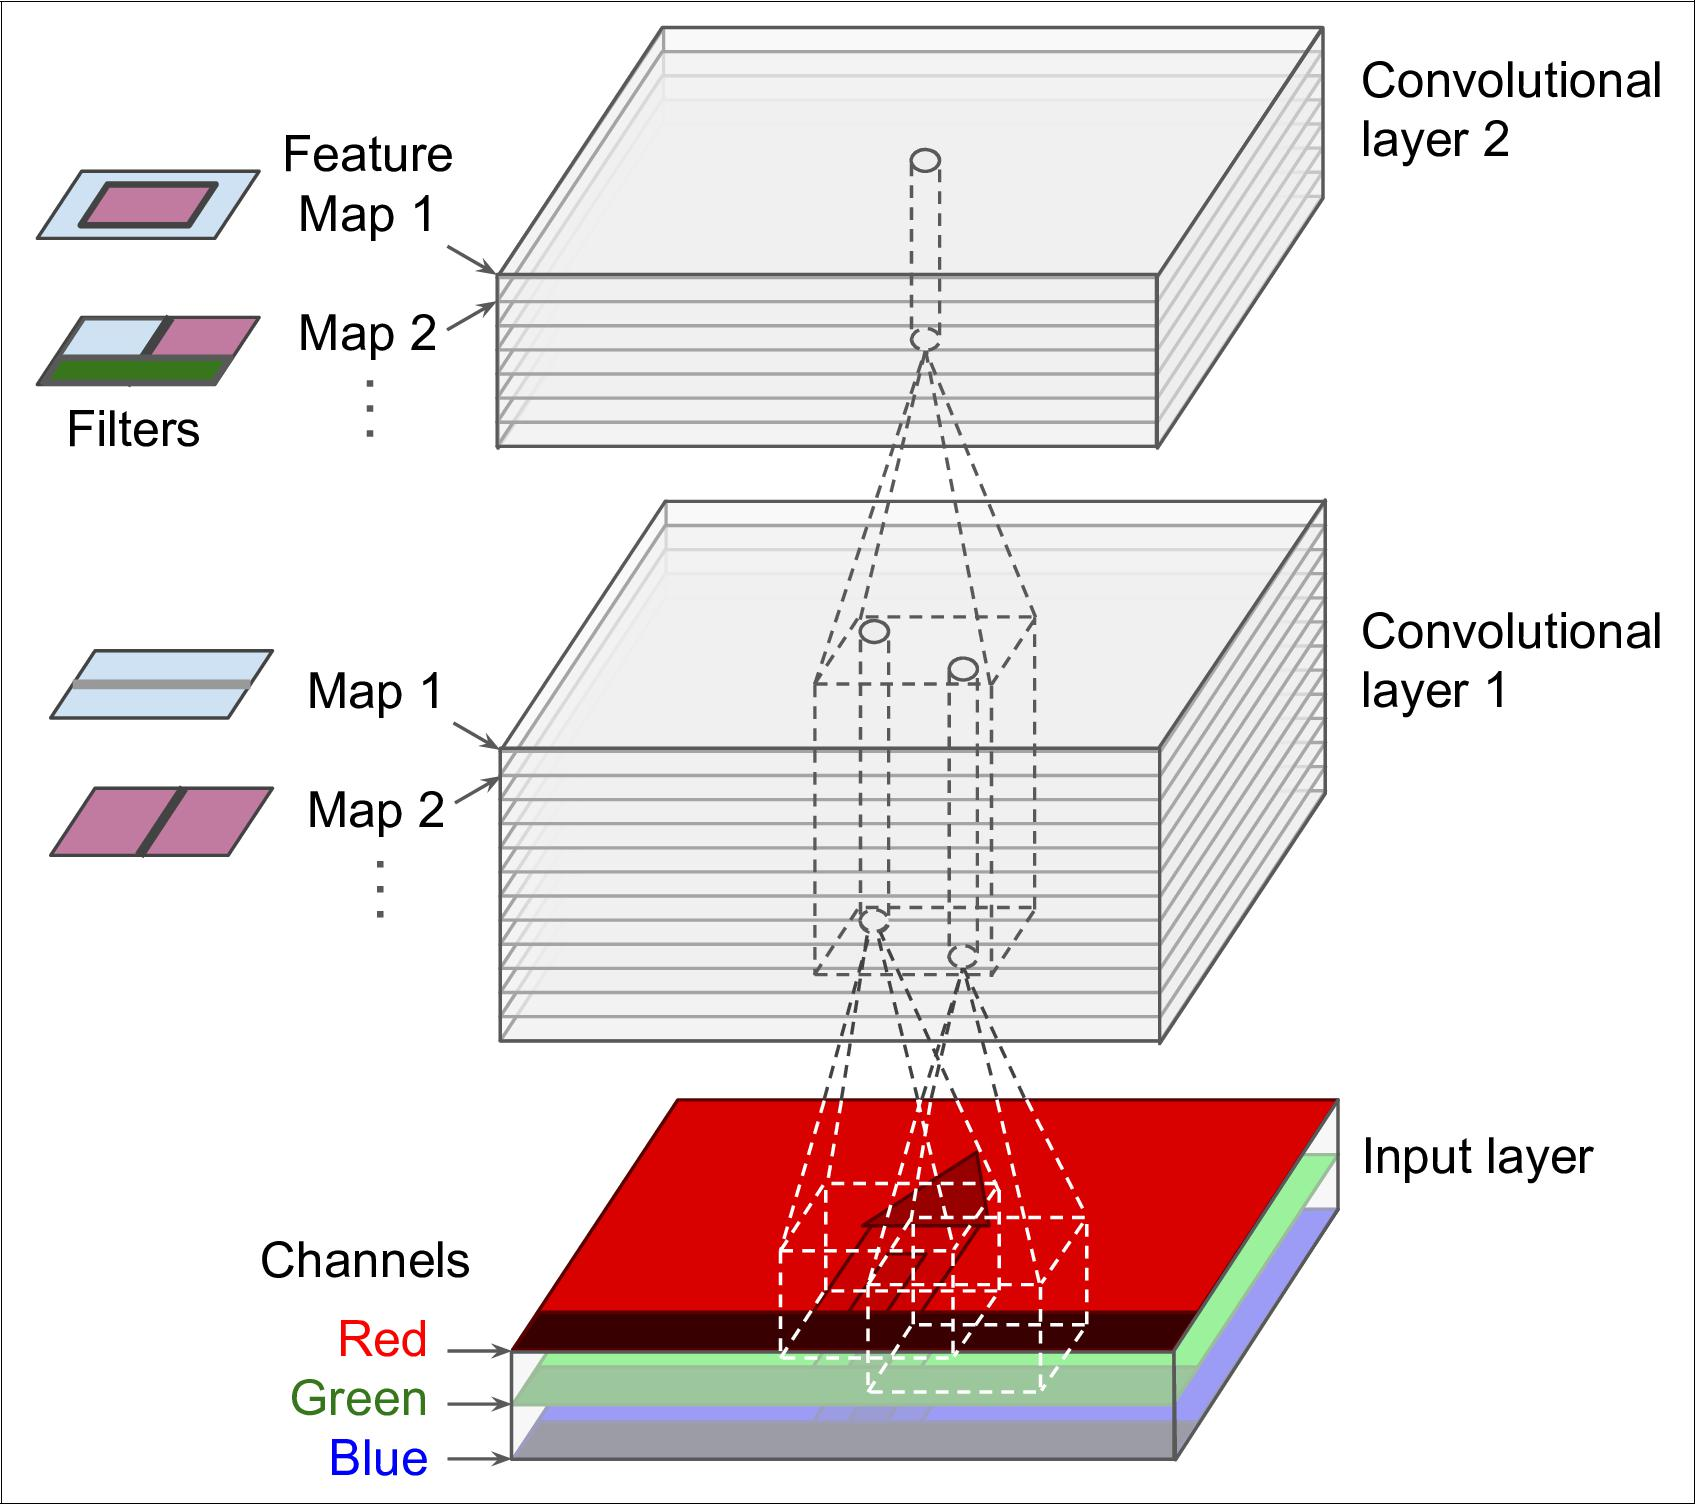 Convolutional
layer 2
Feature
Map 1
Map 2
Filters
Convolutional
layer 1
Map 1
Map 2
Input layer
Channels
Red
Green
Blue